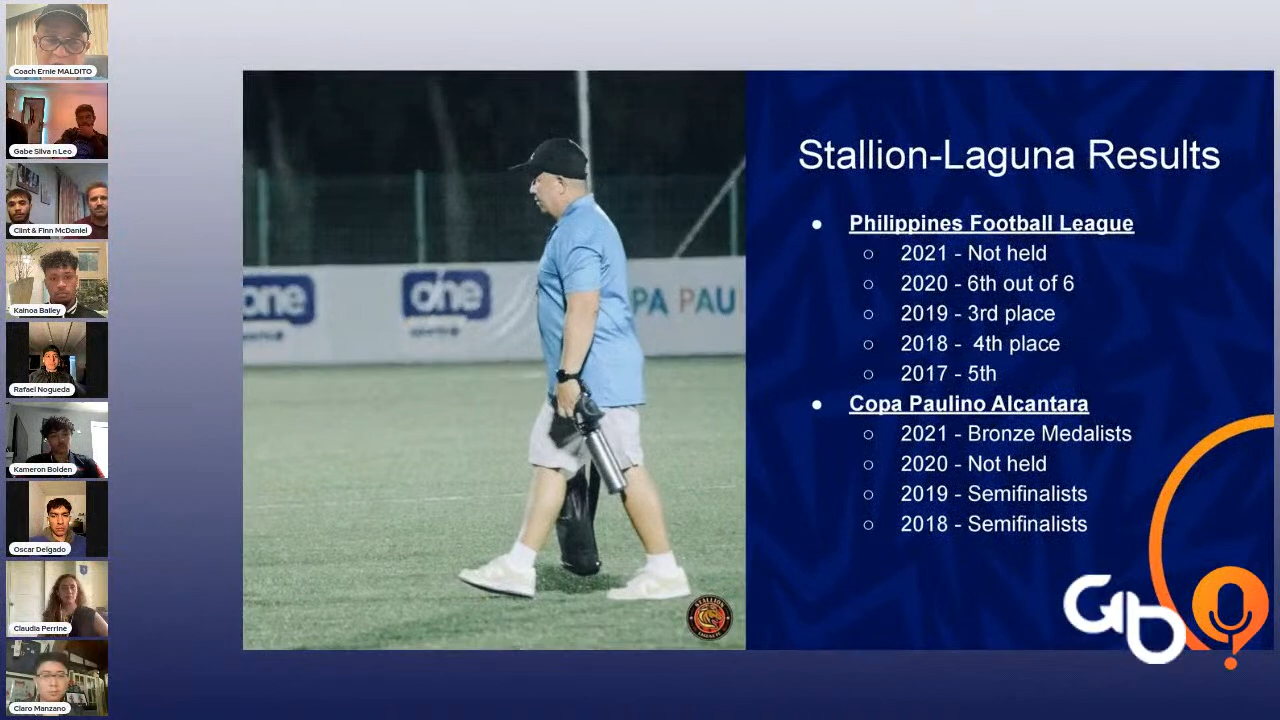 Coach Ernie MALDITO
Gabe Silva n Leo
Clint & Finn McDaniel
Kainoa Bailey
Rafael Nogueda
Kameron Bolden
Oscar Delgado
Claudia Perrine
Claro Manzano
one
one
PA PAU
STALLION
Stallion-Laguna Results
Philippines Football League
2021 - Not held
2020 - 6th out of 6
2019 - 3rd place
2018 - 4th place
2017 - 5th
Copa Paulino Alcantara
2021 - Bronze Medalists
2020 - Not held
2019 - Semifinalists
2018 - Semifinalists
Gb